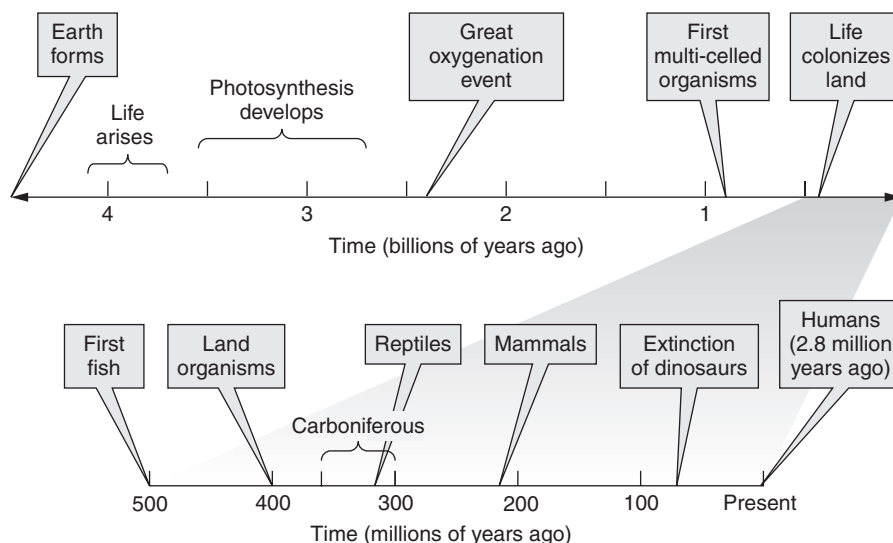 Earth
forms
Life
arises
Photosynthesis
develops
Great
oxygenation
event
First
multi-celled
organisms
Life
colonizes
land
4
3
2
1
Time (billions of years ago)
First
fish
Land
organisms
Reptiles
Mammals
Extinction
of dinosaurs
Humans
(2.8 million
years ago)
Carboniferous
500
400
300
200
100
Present
Time (millions of years ago)